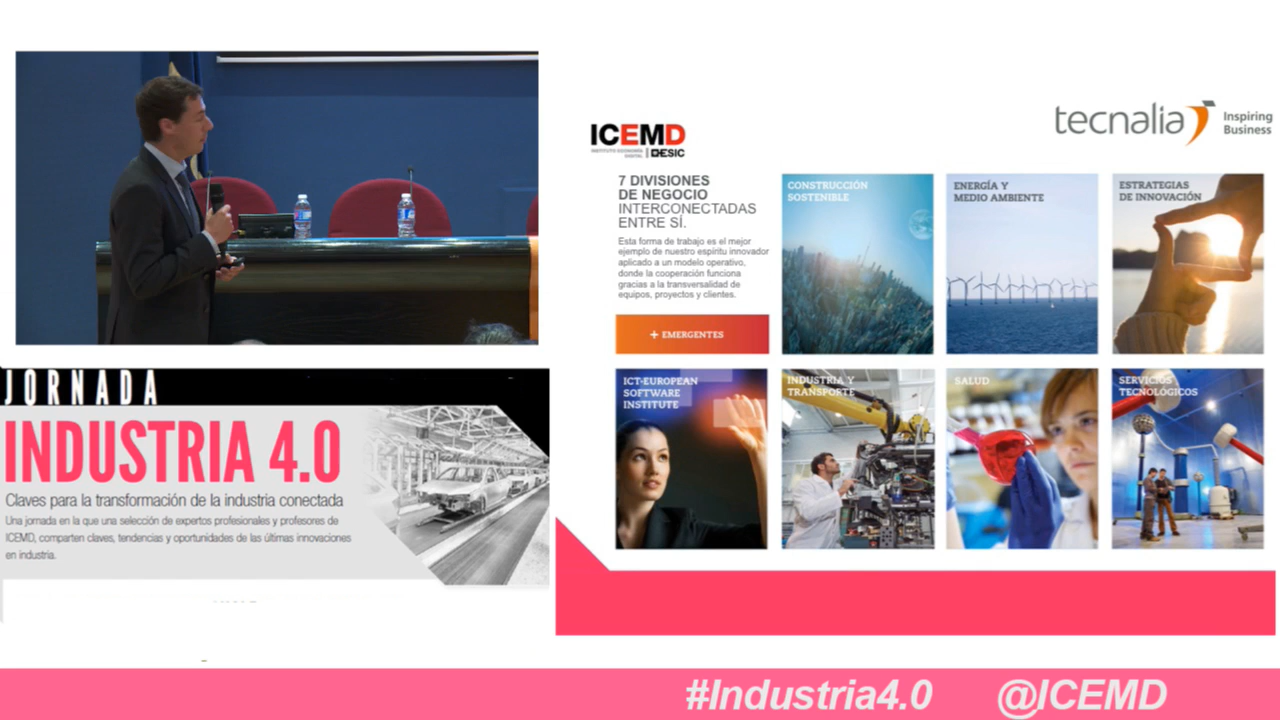 JORNADA
INDUSTRIA 4.0
Claves para la transformación de la industria conectada
Una jornada en la que una selección de expertos profesionales y profesores de
ICEMD, comparten claves, tendencias y oportunidades de las últimas innovaciones
en industria.
ICEMD
INSTITUTO ECONOMÍA
DIGITAL
ESIC
tecnalia
Inspiring
Business
7 DIVISIONES
DE NEGOCIO
INTERCONECTADAS
ENTRE SÍ.
Esta forma de trabajo es el mejor
ejemplo de nuestro espíritu innovador
aplicado a un modelo operativo,
donde la cooperación funciona
gracias a la transversalidad de
equipos, proyectos y clientes.
+ EMERGENTES
CONSTRUCCIÓN
SOSTENIBLE
ENERGÍA Y
MEDIO AMBIENTE
ESTRATEGIAS
DE INNOVACIÓN
ICT-EUROPEAN
SOFTWARE
INSTITUTE
INDUSTRIA Y
TRANSPORTE
SALUD
SERVICIOS
TECNOLÓGICOS
#Industria4.0 @ICEMD